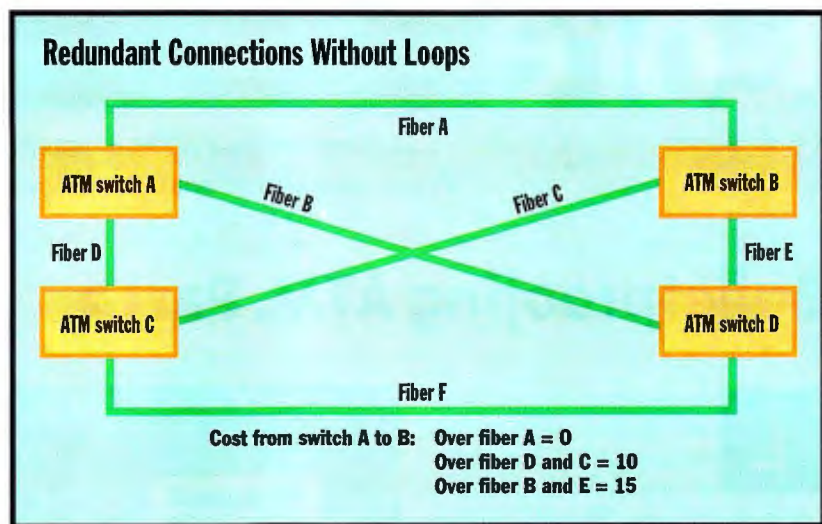 Redundant Connections Without Loops
Fiber A
ATM switch A
Fiber B
Fiber C
ATM switch B
Fiber D
Fiber E
ATM switch C
ATM switch D
Fiber F
Cost from switch A to B: Over fiber A = 0
Over fiber D and C = 10
Over fiber B and E = 15